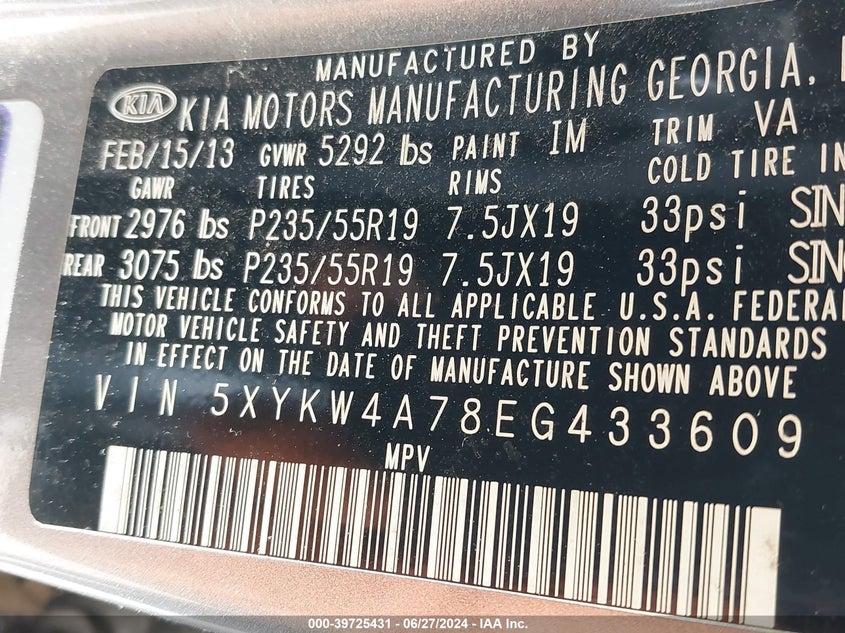 MANUFACTURED BY
KIA KIA MOTORS MANUFACTURING GEORGIA,
FEB/15/13 GVWR 5292 lbs PAINT IM TRIM VA
GAWR TIRES RIMS COLD TIRE
FRONT 2976 lbs P235/55R19 7.5JX19 33psi
REAR 3075 lbs P235/55R19 7.5JX19 33psi
THIS VEHICLE CONFORMS TO ALL APPLICABLE U.S.A. FEDERAL
MOTOR VEHICLE SAFETY AND THEFT PREVENTION STANDARDS
IN EFFECT ON THE DATE OF MANUFACTURE SHOWN ABOVE
VIN 5XYKW4A78EG433609
MPV
000-39725431 - 06/27/2024 - IAA Inc.